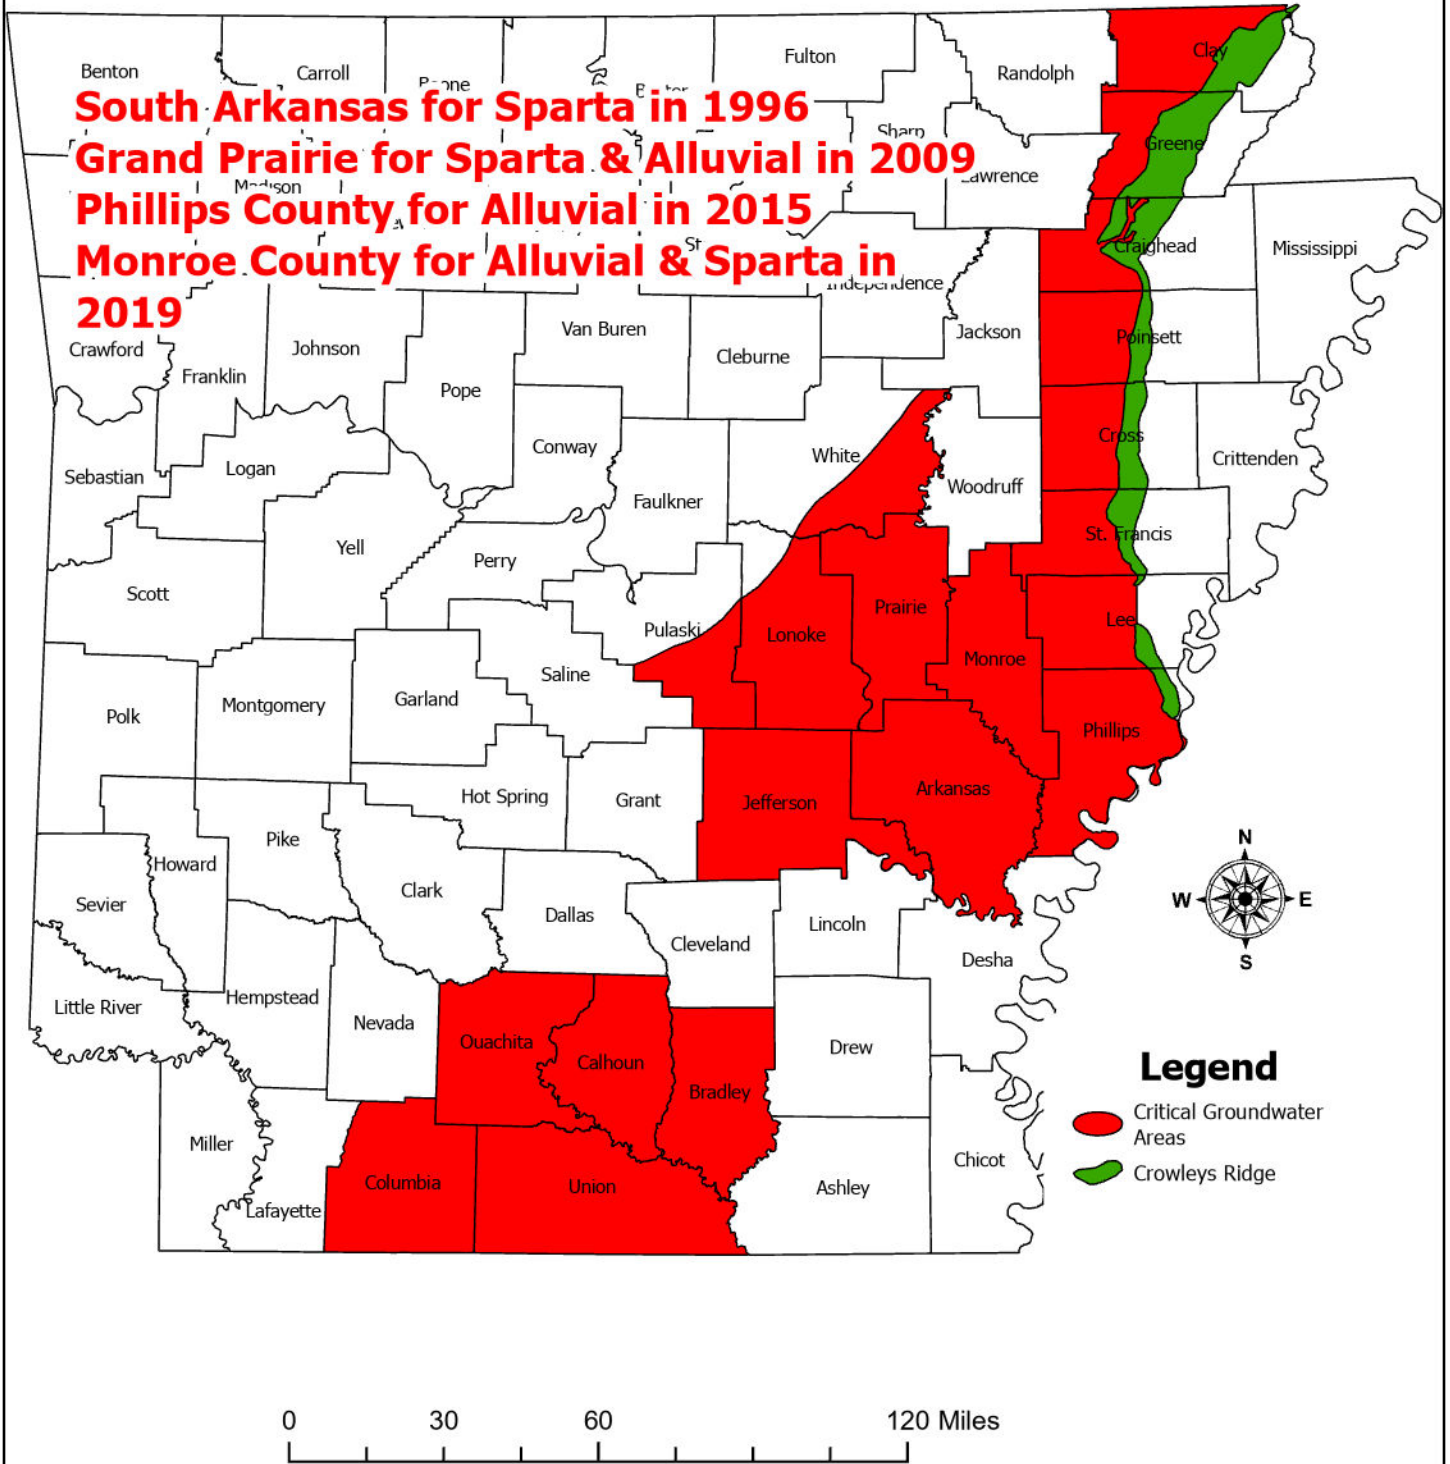 Benton
Carroll
Boone
Fulton
Randolph
Clay
South Arkansas for Sparta in 1996
Sharp
Greene
Grand Prairie for Sparta & Alluvial in 2009
Lawrence
Madison
Phillips County for Alluvial in 2015
St
Craighead
Mississippi
Monroe County for Alluvial & Sparta in
Independence
2019
Van Buren
Jackson
Poinsett
Crawford
Johnson
Cleburne
Franklin
Pope
Cross
Conway
White
Crittenden
Sebastian
Logan
Woodruff
Faulkner
St. Francis
Yell
Perry
Scott
Prairie
Lee
Pulaski
Lonoke
Monroe
Saline
Garland
Montgomery
Polk
Phillips
Arkansas
Hot Spring
Grant
Jefferson
Pike
N
Howard
Clark
W
E
Sevier
Dallas
Lincoln
Cleveland
S
Desha
Hempstead
Little River
Nevada
Ouachita
Calhoun
Drew
Legend
Bradley
Critical Groundwater
Areas
Miller
Chicot
Crowleys Ridge
Columbia
Union
Ashley
Lafayette
0 30 60 120 Miles